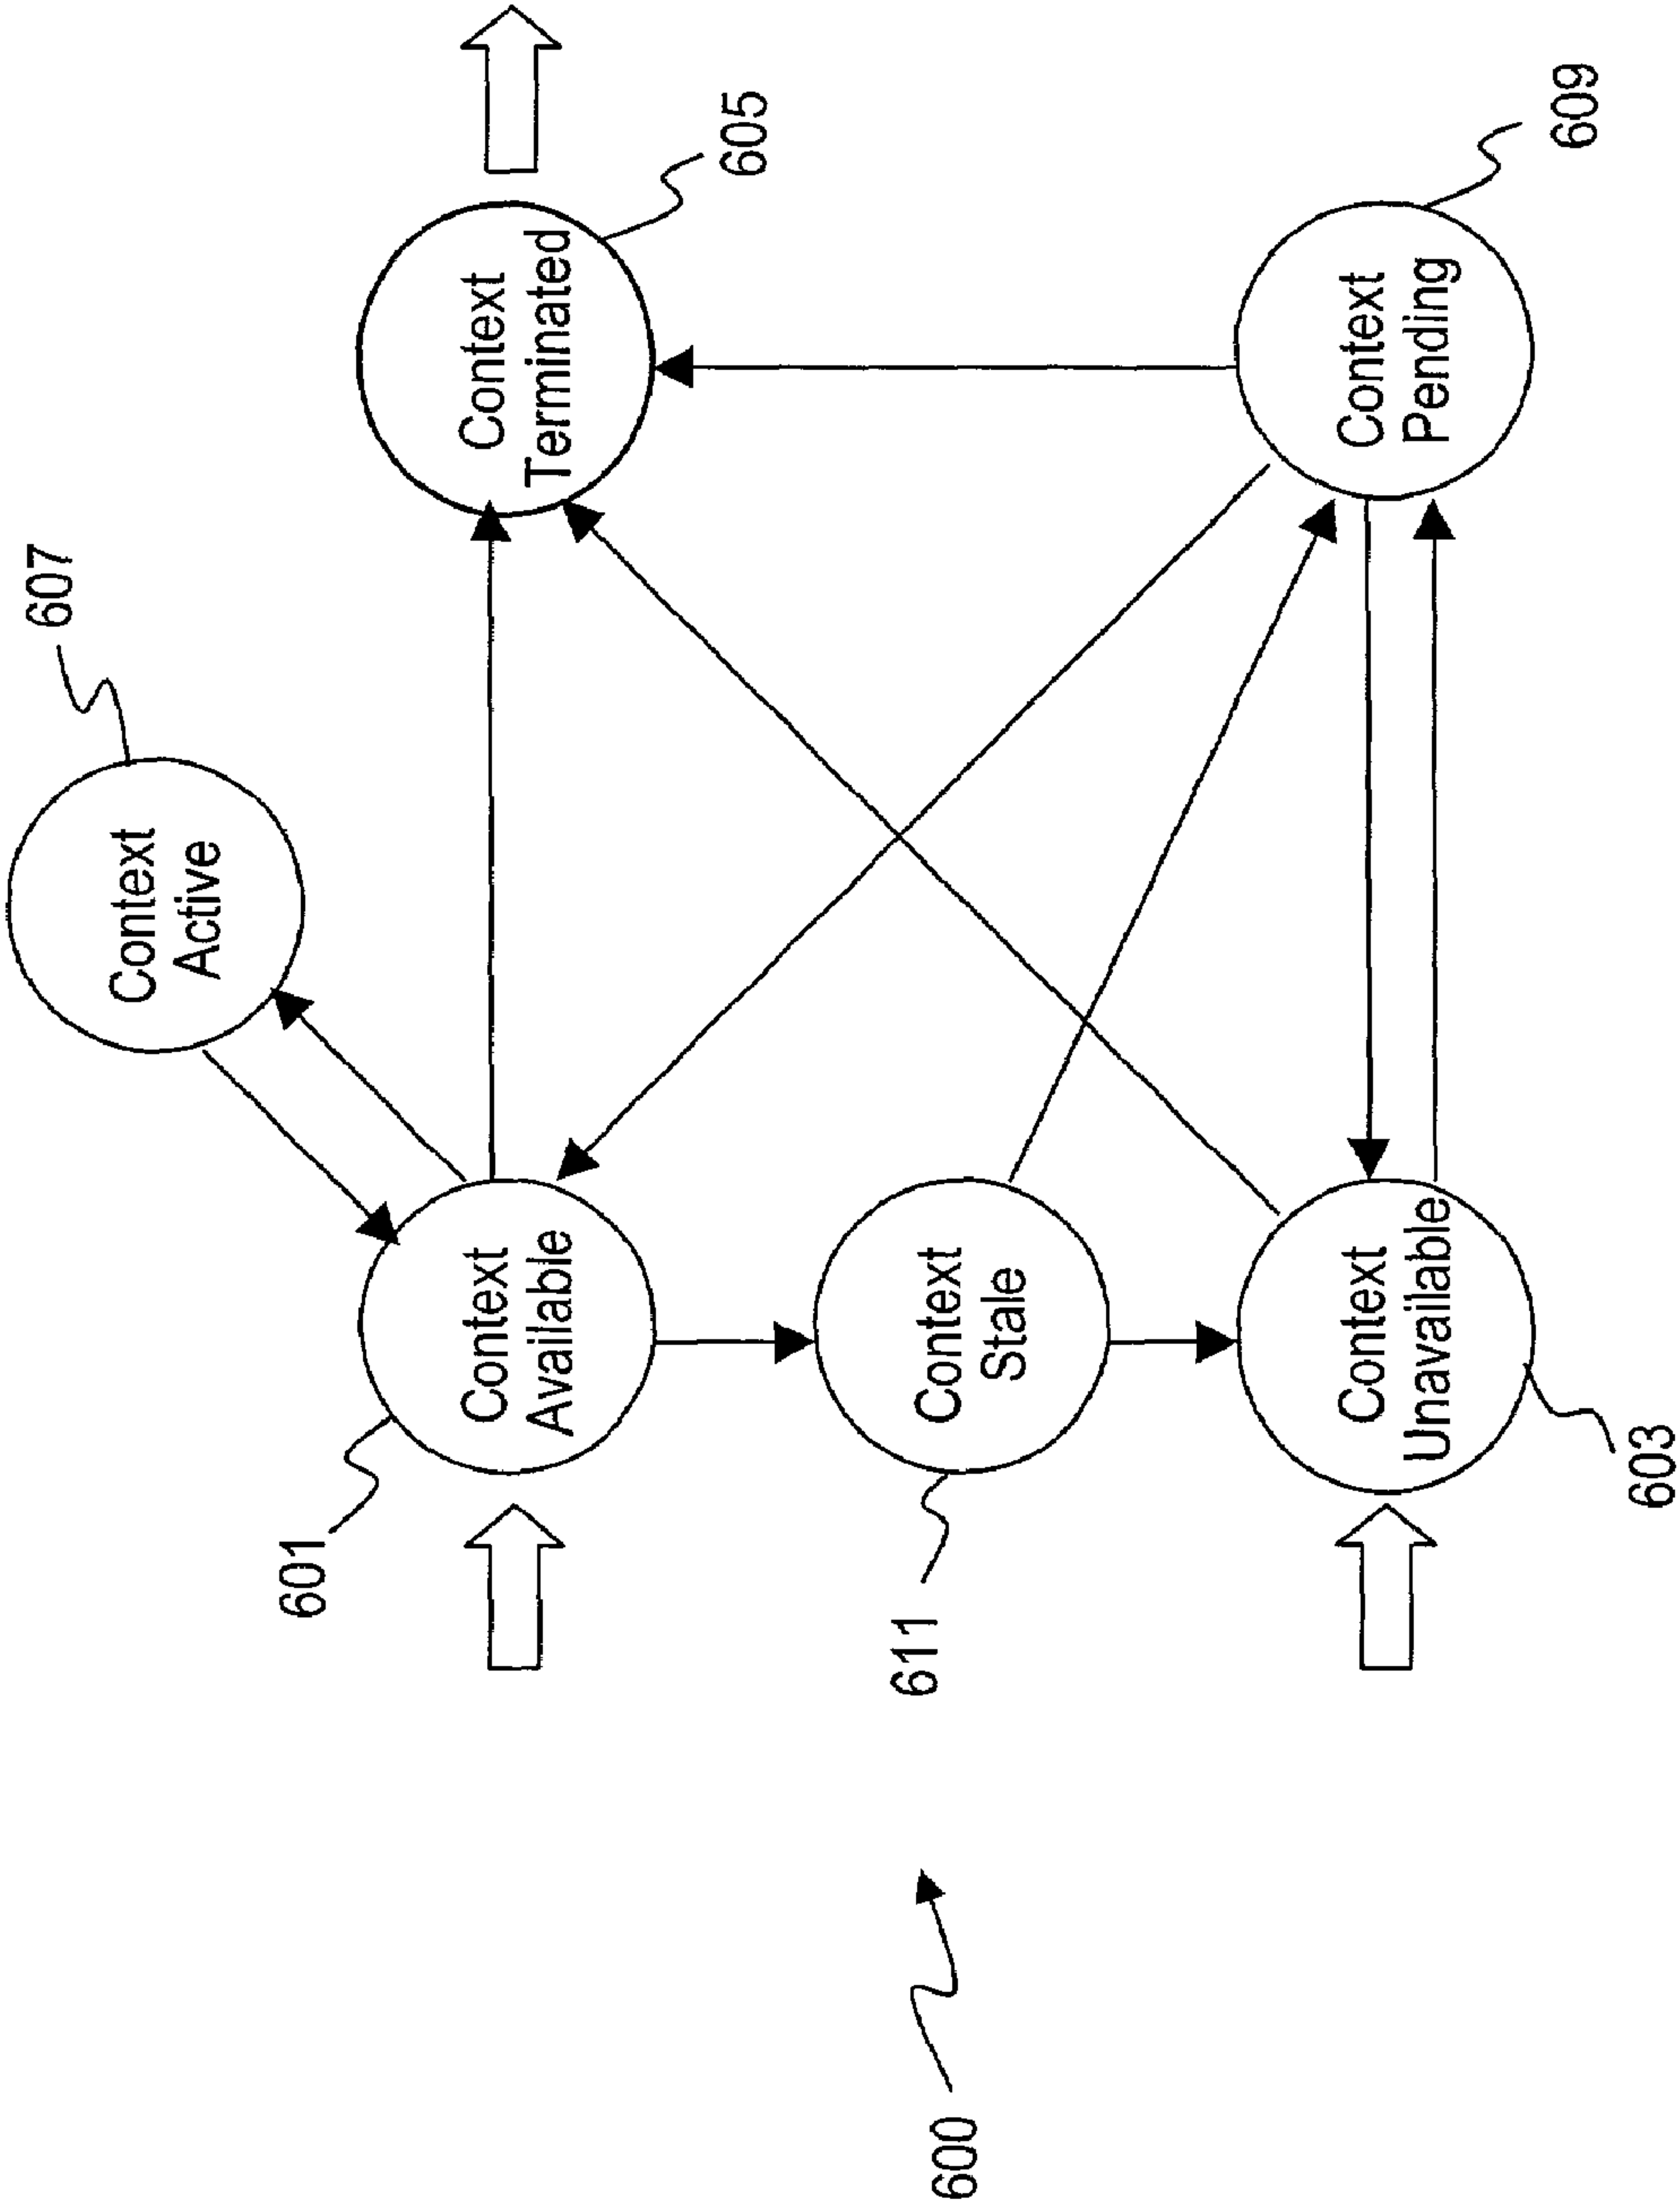 607
Context
Active
601
Context
Available
Context
Terminated
605
600
611
Context
Stale
Context
Unavailable
Context
Pending
603
609